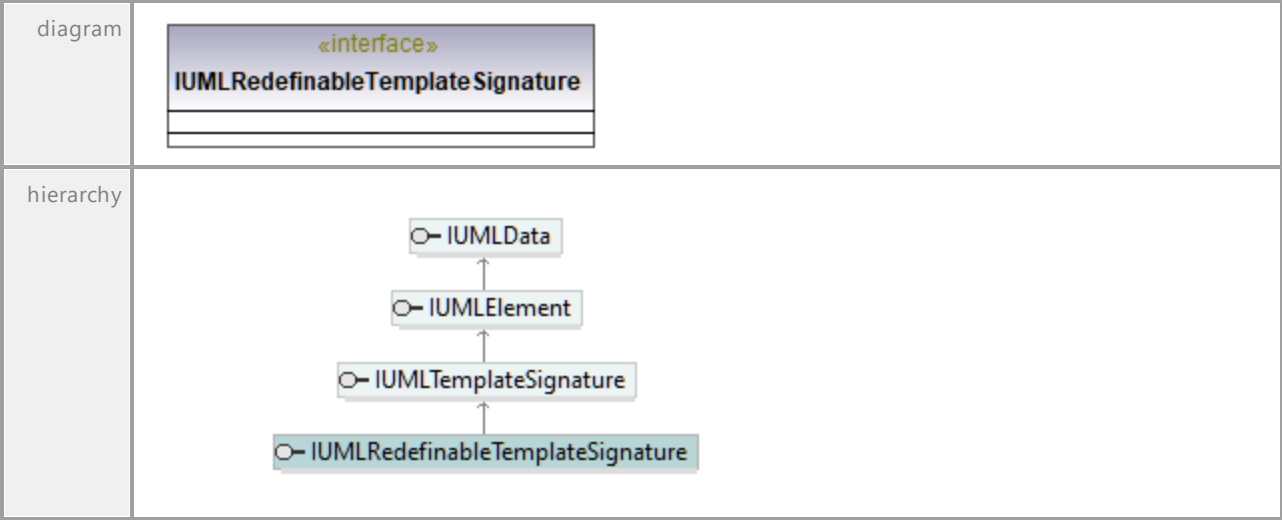 diagram
«interface»
IUMLRedefinableTemplateSignature
hierarchy
IUMLData
IUMLElement
IUMLTemplateSignature
IUMLRedefinableTemplateSignature